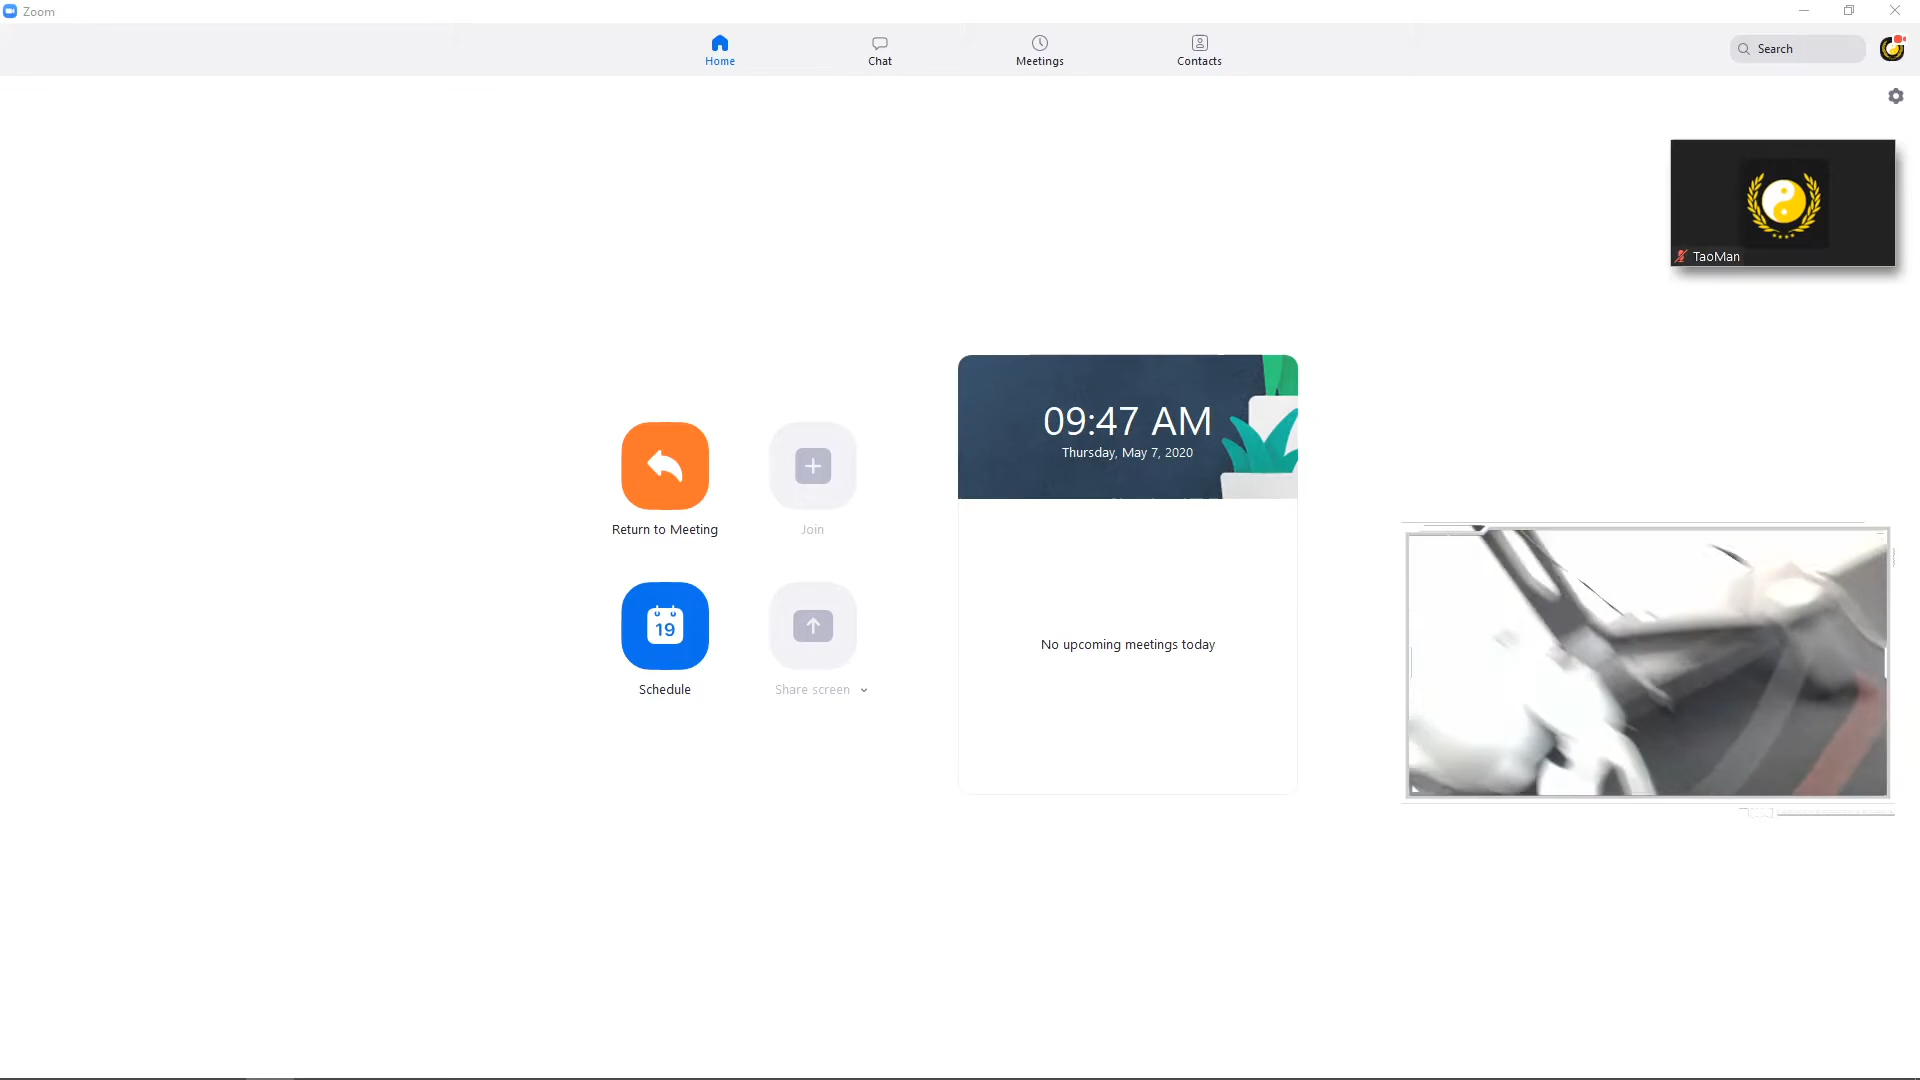 Zoom
Home
Chat
Meetings
Contacts
Search
TaoMan
09:47 AM
Thursday, May 7, 2020
Return to Meeting
Join
No upcoming meetings today
19
Schedule
Share screen